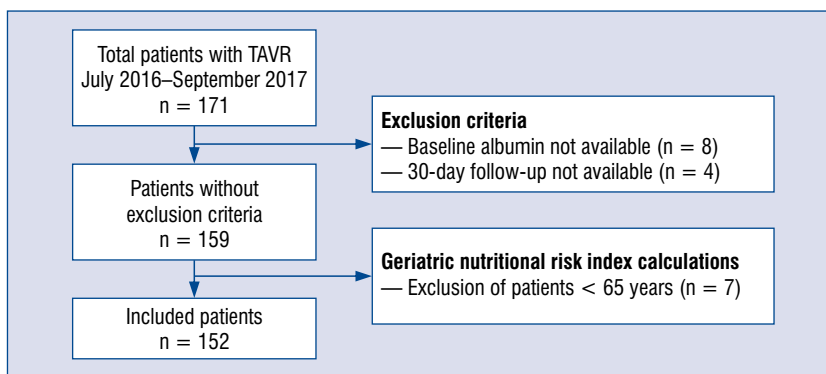 Total patients with TAVR
July 2016–September 2017
n = 171
Exclusion criteria
— Baseline albumin not available (n = 8)
— 30-day follow-up not available (n = 4)
Patients without
exclusion criteria
n = 159
Geriatric nutritional risk index calculations
— Exclusion of patients < 65 years (n = 7)
Included patients
n = 152